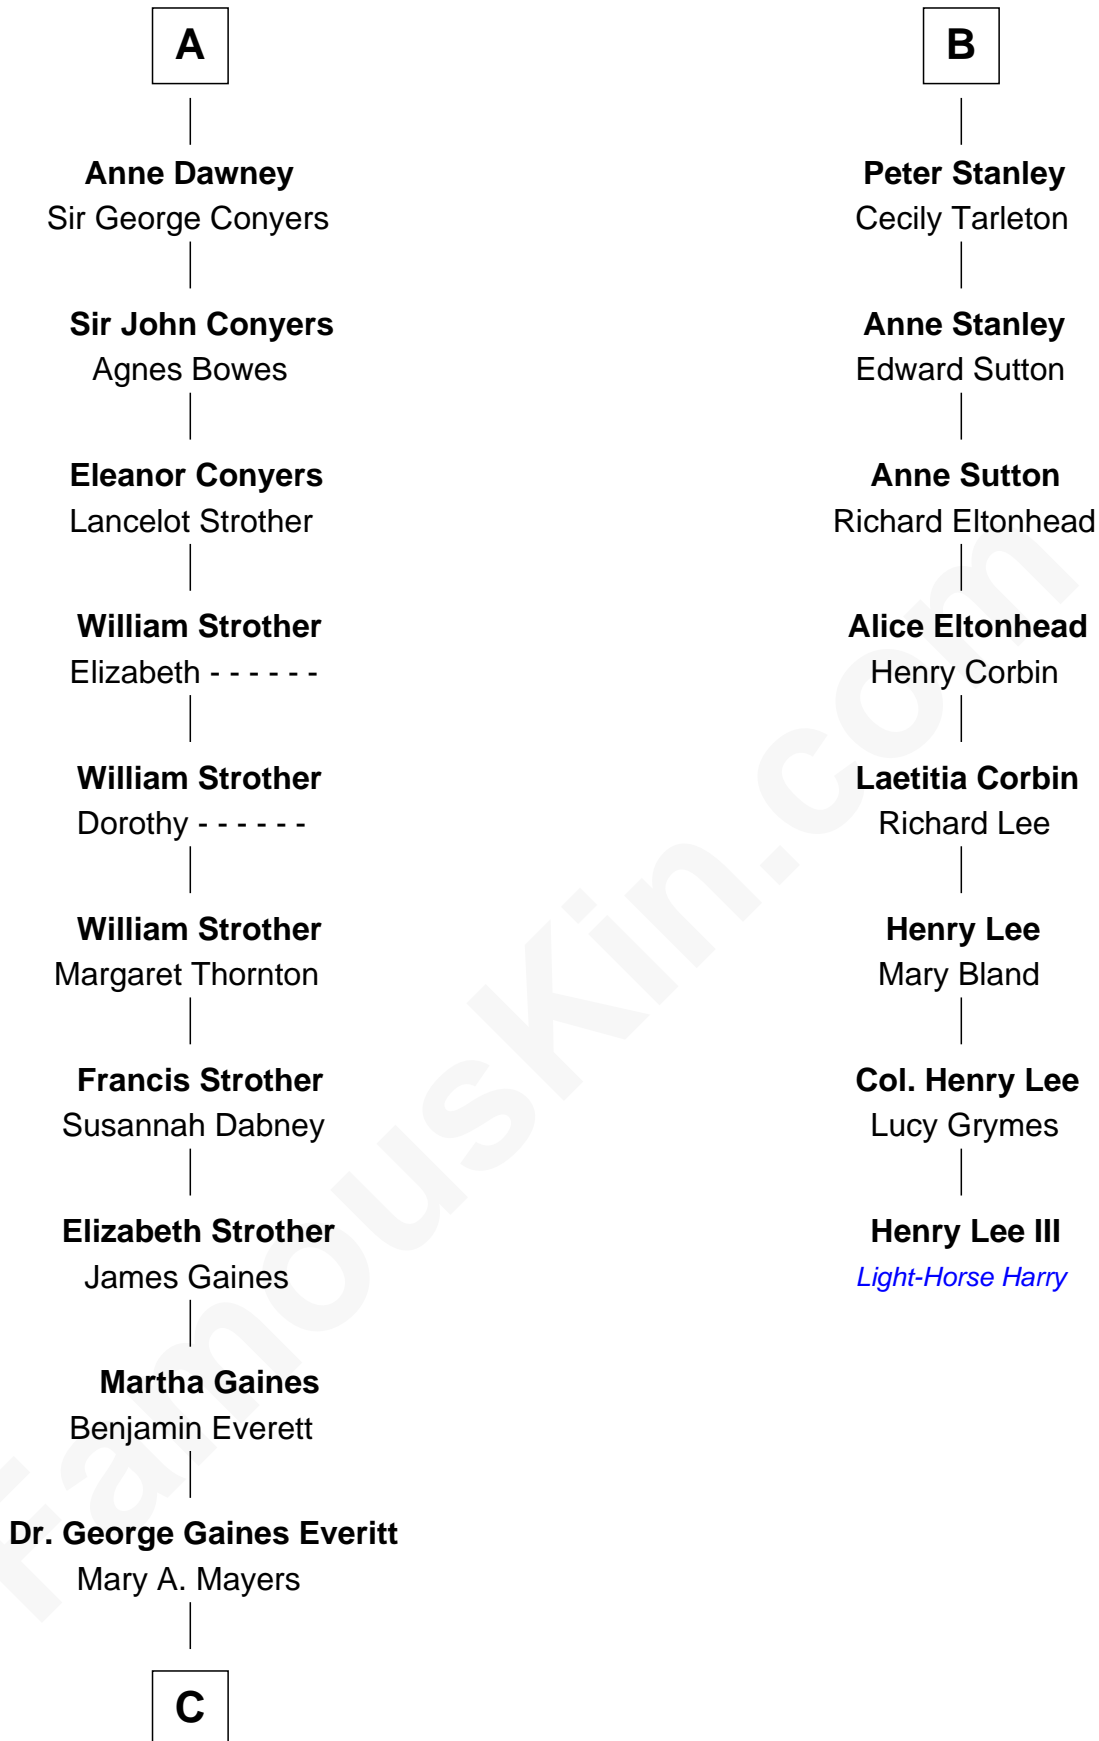 A
Anne Dawney
Sir George Conyers
Sir John Conyers
Agnes Bowes
Eleanor Conyers
Lancelot Strother
William Strother
Elizabeth - - - - - -
William Strother
Dorothy - - - - - -
William Strother
Margaret Thornton
Francis Strother
Susannah Dabney
Elizabeth Strother
James Gaines
Martha Gaines
Benjamin Everett
Dr. George Gaines Everitt
Mary A. Mayers
C
B
Peter Stanley
Cecily Tarleton
Anne Stanley
Edward Sutton
Anne Sutton
Richard Eltonhead
Alice Eltonhead
Henry Corbin
Laetitia Corbin
Richard Lee
Henry Lee
Mary Bland
Col. Henry Lee
Lucy Grymes
Henry Lee III
Light-Horse Harry
FamousKin.com